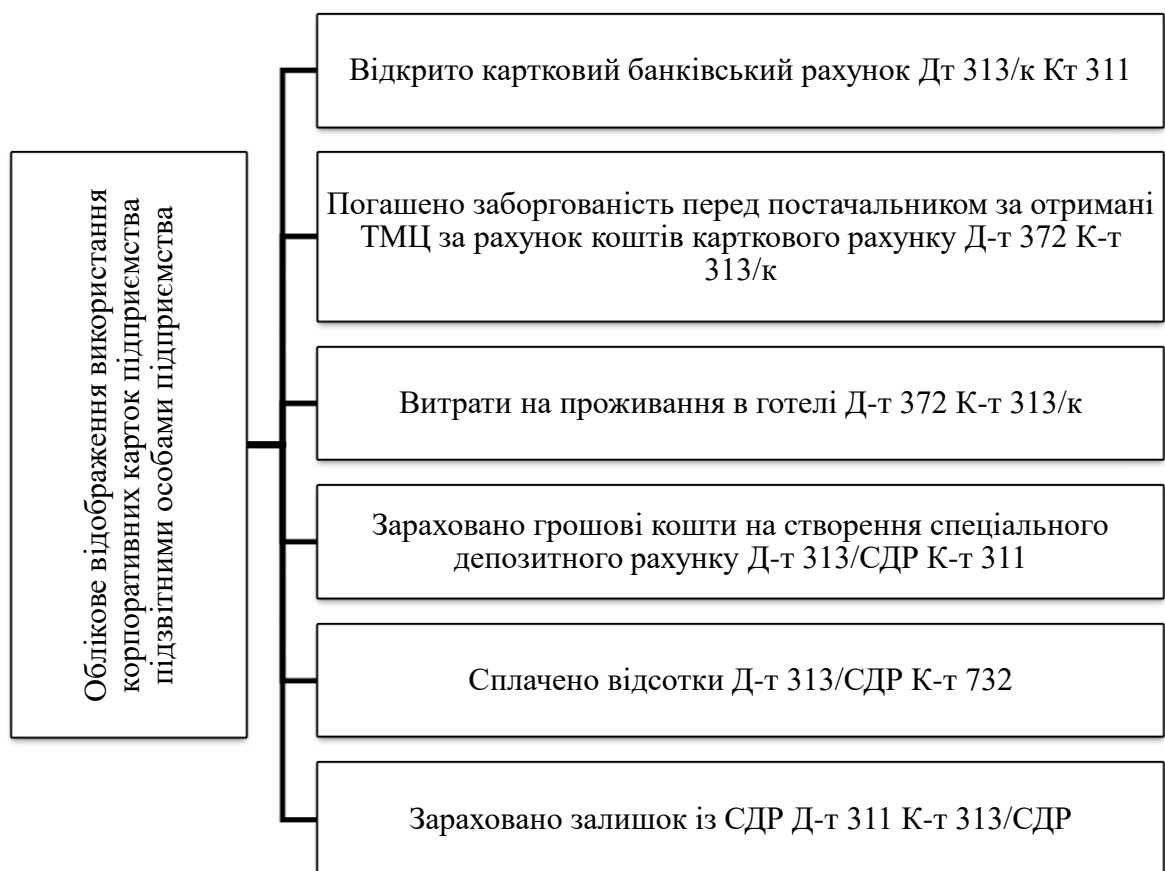 Облікове відображення використання
корпоративних карток підприємства
підзвітними особами підприємства
Відкрито картковий банківський рахунок Дт 313/к Кт 311
Погашено заборгованість перед постачальником за отримані
ТМЦ за рахунок коштів карткового рахунку Д-т 372 К-т
313/к
Витрати на проживання в готелі Д-т 372 К-т 313/к
Зараховано грошові кошти на створення спеціального
депозитного рахунку Д-т 313/СДР К-т 311
Сплачено відсотки Д-т 313/СДР К-т 732
Зараховано залишок із СДР Д-т 311 К-т 313/СДР